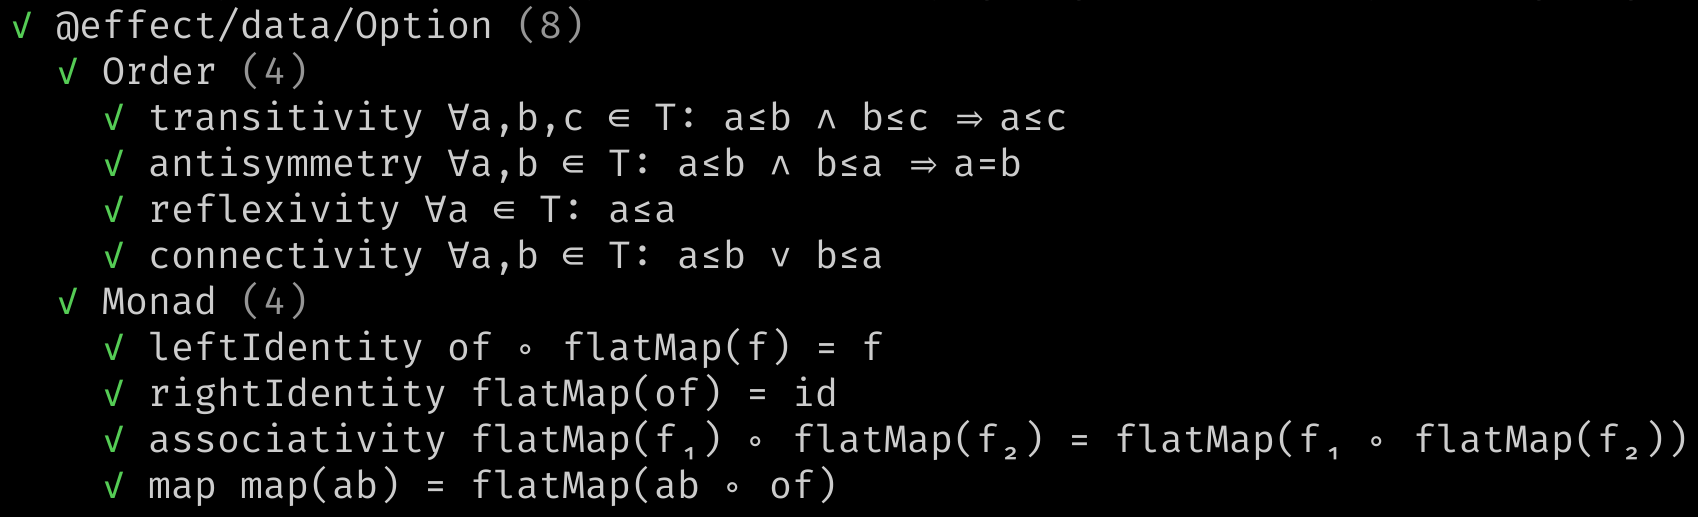 √ @effect/data/Option (8)
√ Order (4)
√ transitivity ∀a,b,c ∊ T: a≤b ∧ b≤c ⇒ a≤c
√ antisymmetry ∀a,b ∊ T: a≤b ∧ b≤a ⇒ a=b
√ reflexivity ∀a ∊ T: a≤a
√ connectivity ∀a,b ∊ T: a≤b ∨ b≤a
√ Monad (4)
√ leftIdentity of ∘ flatMap(f) = f
√ rightIdentity flatMap(of) = id
√ associativity flatMap(f₁) ∘ flatMap(f₂) = flatMap(f₁ ∘ flatMap(f₂))
√ map map(ab) = flatMap(ab ∘ of)